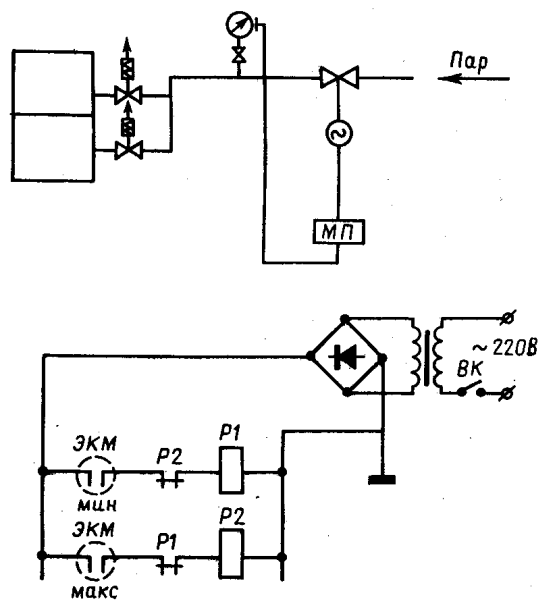 Пар
МП
~220В
ВК
ЭКМ
Р2
Р1
мин
ЭКМ
Р1
Р2
макс